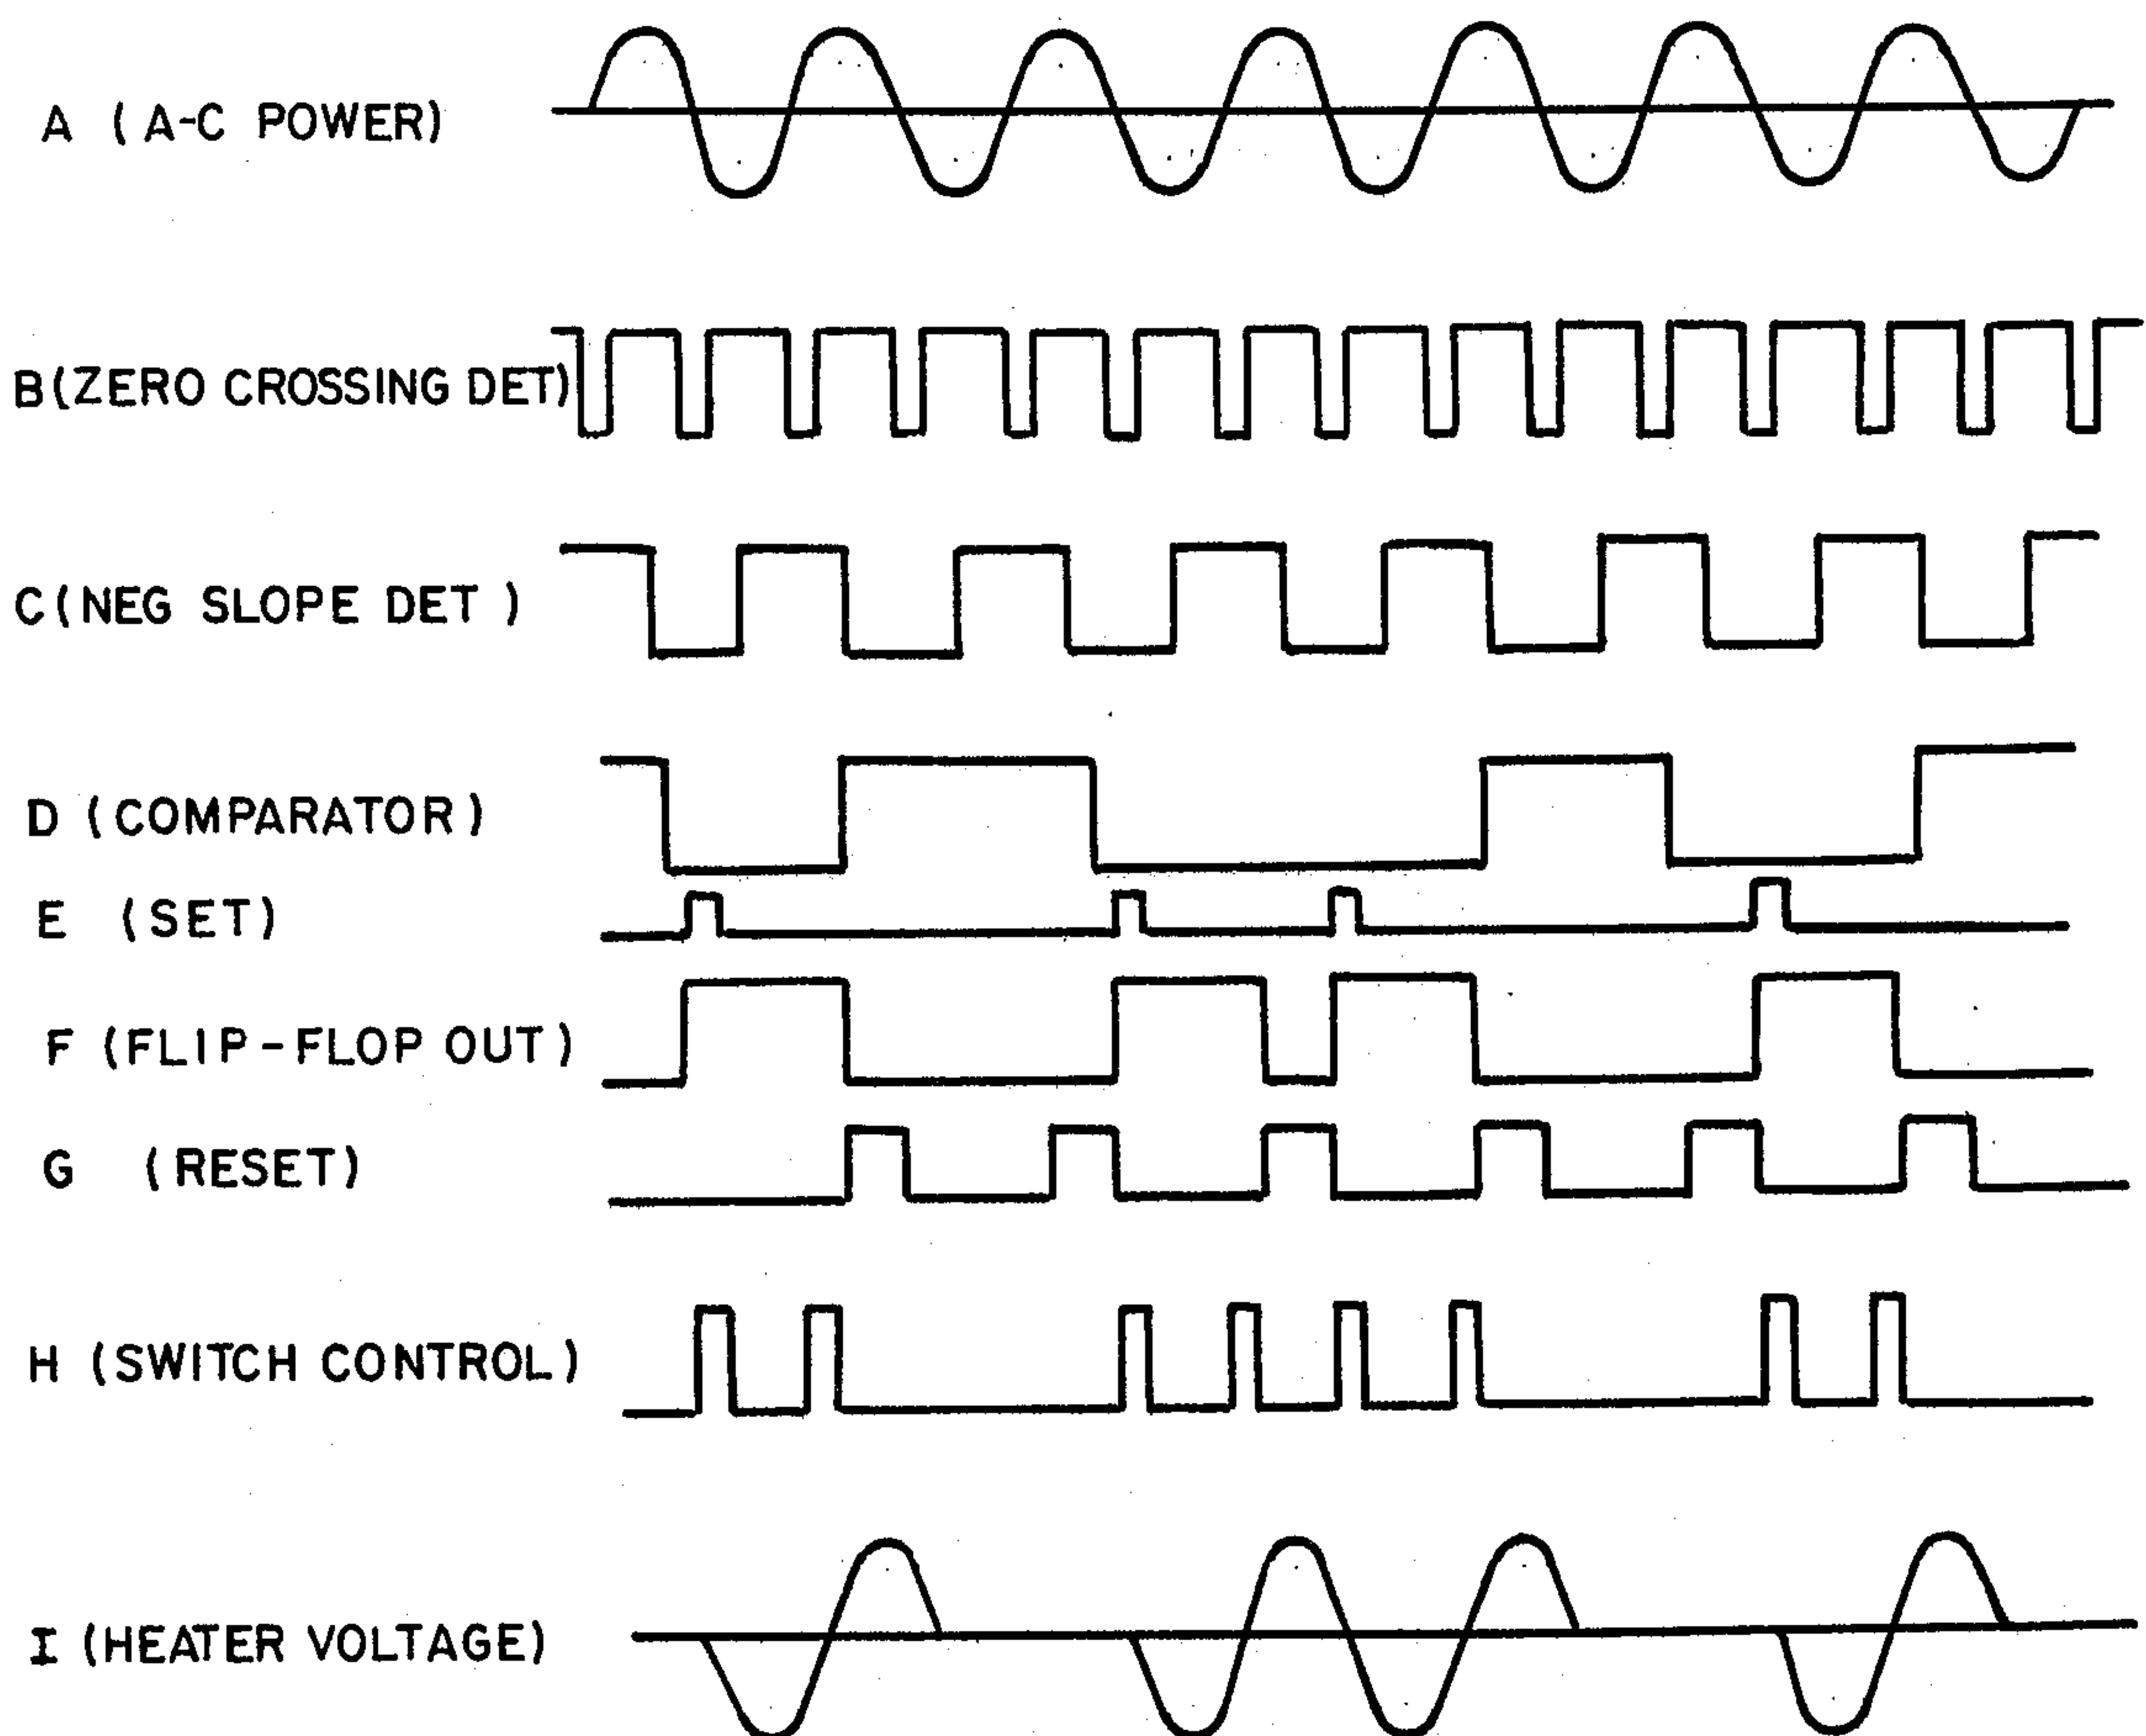 A (A-C POWER)
B(ZERO CROSSING DET)
C(NEG SLOPE DET )
D (COMPARATOR)
E (SET)
F (FLIP-FLOP OUT)
G (RESET)
H (SWITCH CONTROL)
I (HEATER VOLTAGE)